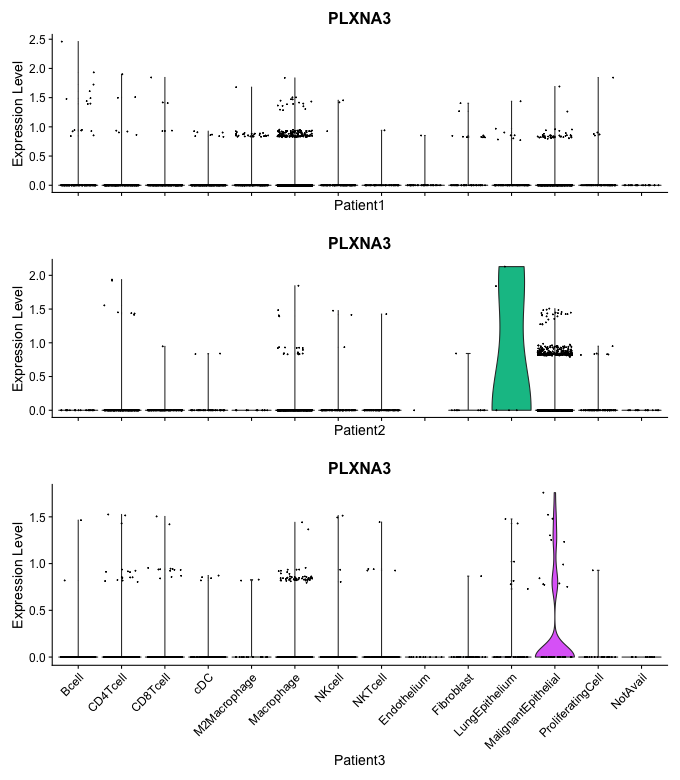 PLXNA3
Expression Level
2.5
2.0
1.5
1.0
0.5
0.0
Patient1
PLXNA3
Expression Level
2.0
1.5
1.0
0.5
0.0
Patient2
PLXNA3
Expression Level
1.5
1.0
0.5
0.0
Bcell
CD4Tcell
CD8Tcell
cDC
M2Macrophage
Macrophage
NKcell
NKTcell
Endothelium
Fibroblast
LungEpithelium
MalignantEpithelial
ProliferatingCell
NotAvail
Patient3